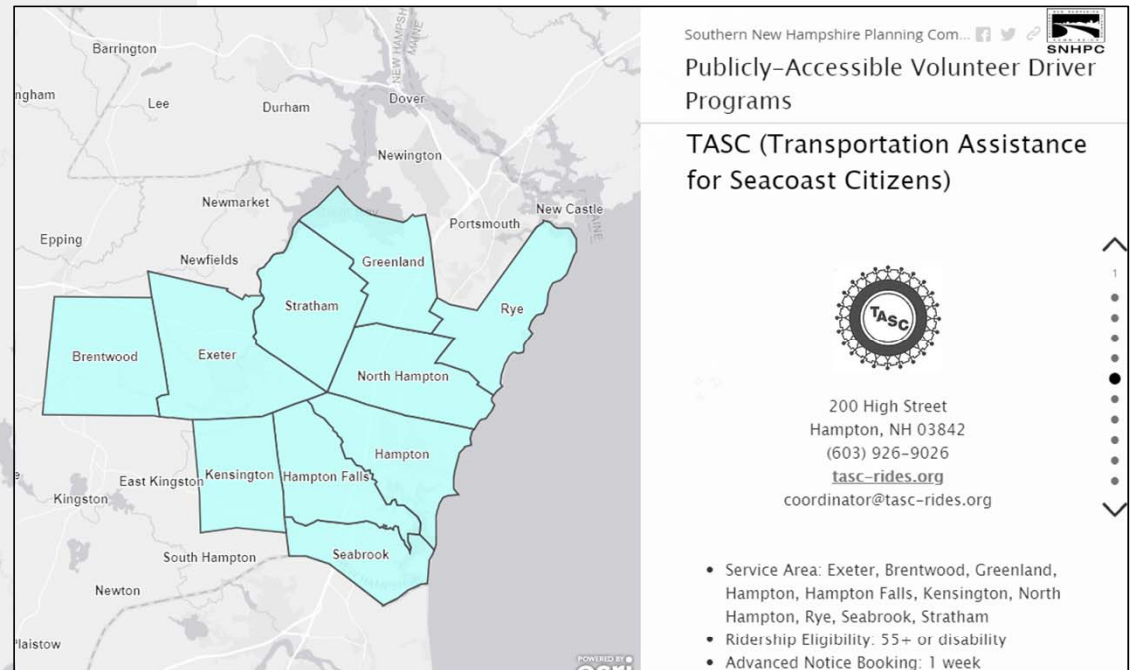 Barrington
NEW HAMPSHIRE
MAINE
ngham
Lee
Durham
Dover
Newington
Newmarket
Portsmouth
New Castle
Epping
Newfields
Greenland
Stratham
Rye
Brentwood
Exeter
North Hampton
Hampton
East Kingston
Kensington
Hampton Falls
Kingston
South Hampton
Seabrook
Newton
laistow
POWERED BY
esri
Southern New Hampshire Planning Com...
SNHPC
Publicly-Accessible Volunteer Driver
Programs
TASC (Transportation Assistance
for Seacoast Citizens)
1
TASC
200 High Street
Hampton, NH 03842
(603) 926-9026
tasc-rides.org
coordinator@tasc-rides.org
• Service Area: Exeter, Brentwood, Greenland,
Hampton, Hampton Falls, Kensington, North
Hampton, Rye, Seabrook, Stratham
• Ridership Eligibility: 55+ or disability
• Advanced Notice Booking: 1 week